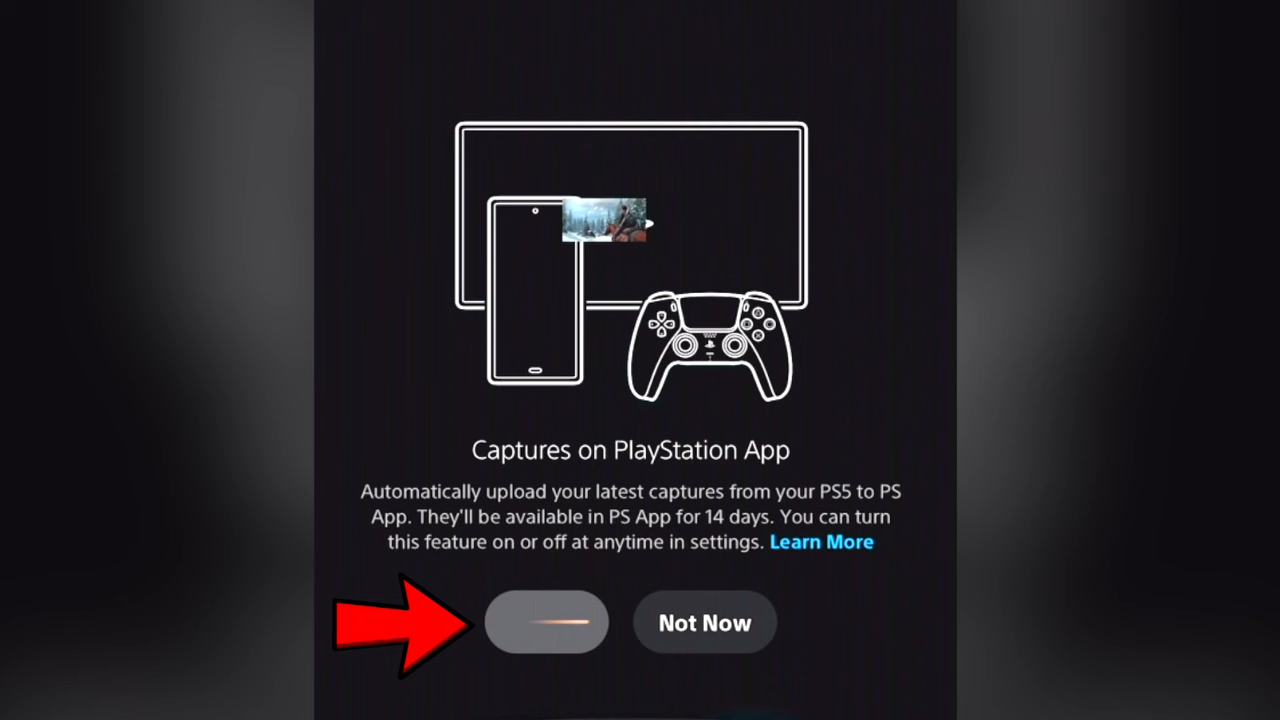 Captures on PlayStation App
Automatically upload your latest captures from your PS5 to PS
App. They'll be available in PS App for 14 days. You can turn
this feature on or off at anytime in settings. Learn More
Not Now